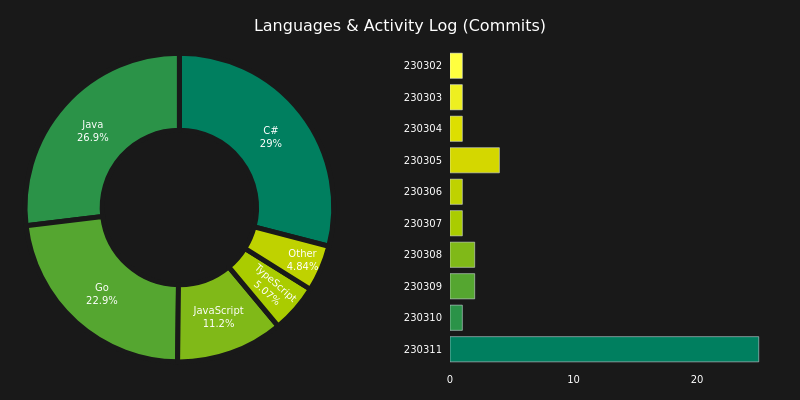 Languages & Activity Log (Commits)
Java
26.9%
C#
29%
Other
4.84%
TypeScript
5.07%
Go
22.9%
JavaScript
11.2%
230302
230303
230304
230305
230306
230307
230308
230309
230310
230311
0 10 20